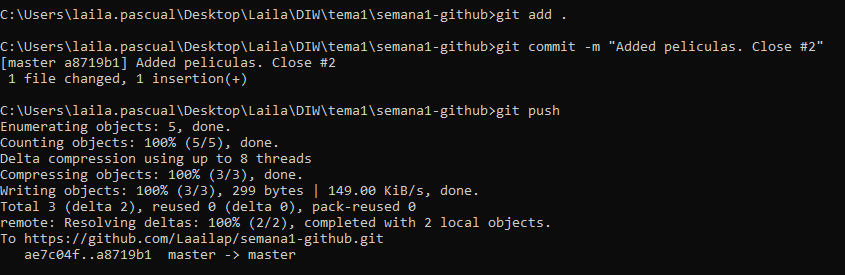 C:\Users\laila.pascual\Desktop\Laila\DIW\tema1\semana1-github>git add .
C:\Users\laila.pascual\Desktop\Laila\DIW\tema1\semana1-github>git commit -m "Added peliculas. Close #2"
[master a8719b1] Added peliculas. Close #2
 1 file changed, 1 insertion(+)
C:\Users\laila.pascual\Desktop\Laila\DIW\tema1\semana1-github>git push
Enumerating objects: 5, done.
Counting objects: 100% (5/5), done.
Delta compression using up to 8 threads
Compressing objects: 100% (3/3), done.
Writing objects: 100% (3/3), 299 bytes | 149.00 KiB/s, done.
Total 3 (delta 2), reused 0 (delta 0), pack-reused 0
remote: Resolving deltas: 100% (2/2), completed with 2 local objects.
To https://github.com/Laailap/semana1-github.git
   ae7c04f..a8719b1  master -> master